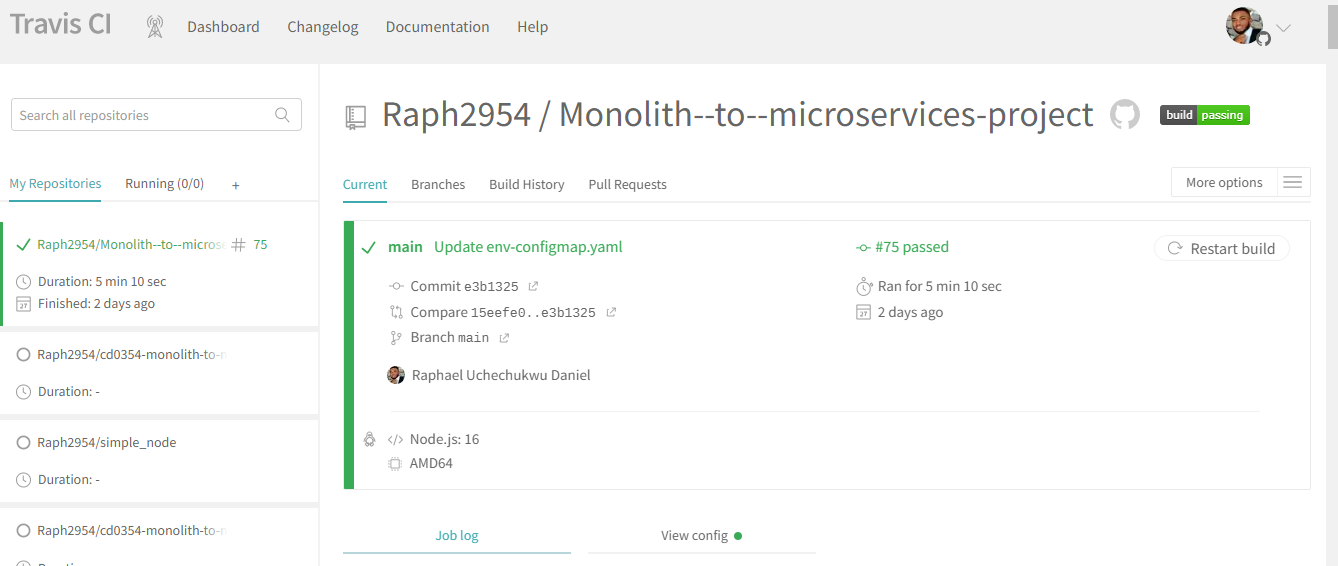 Travis CI Dashboard Changelog Documentation Help
Search all repositories
My Repositories Running (0/0) +
Raph2954/Monolith--to--microse # 75
Duration: 5 min 10 sec
Finished: 2 days ago
Raph2954/cd0354-monolith-to-
Duration: -
Raph2954/simple_node
Duration: -
Raph2954/cd0354-monolith-to-
Raph2954 / Monolith--to--microservices-project build passing
Current Branches Build History Pull Requests More options
main Update env-configmap.yaml #75 passed Restart build
Commit e3b1325 Ran for 5 min 10 sec
Compare 15eefe0..e3b1325 27 2 days ago
Branch main
Raphael Uchechukwu Daniel
</> Node.js: 16
AMD64
Job log View config